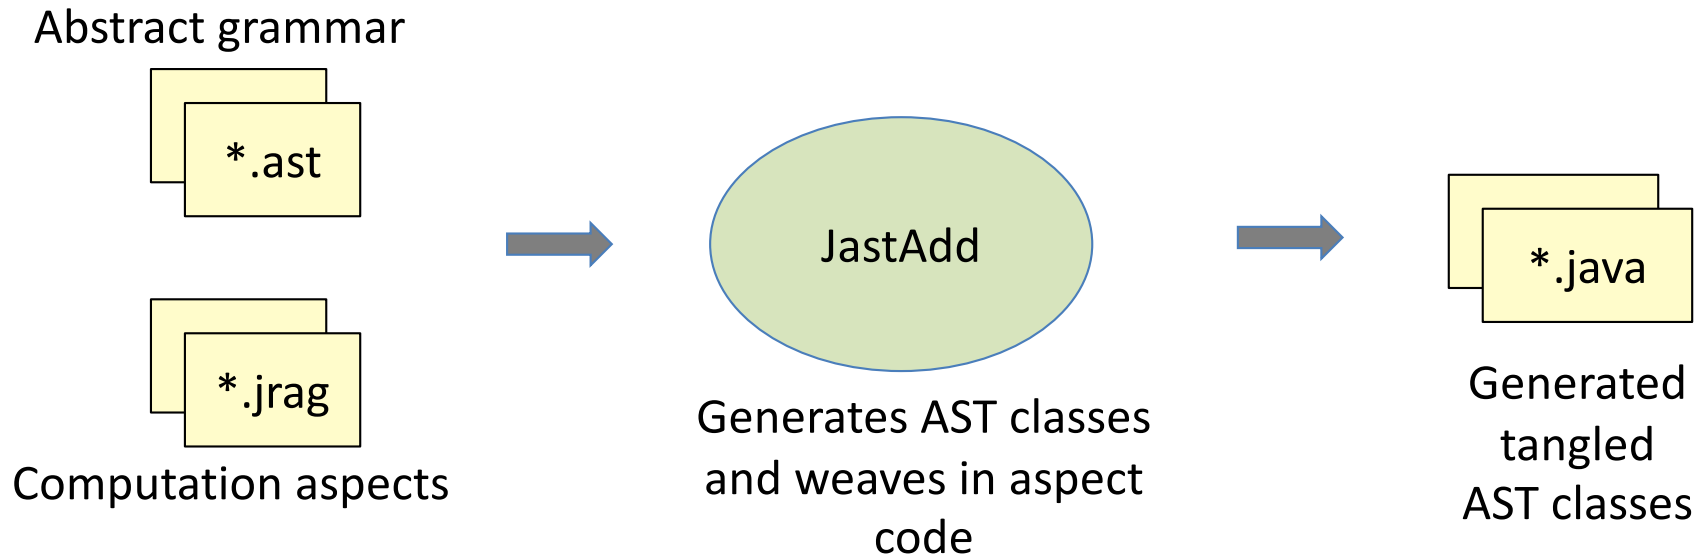 Abstract grammar
*.ast
*.jrag
Computation aspects
JastAdd
Generates AST classes
and weaves in aspect
code
*.java
Generated
tangled
AST classes